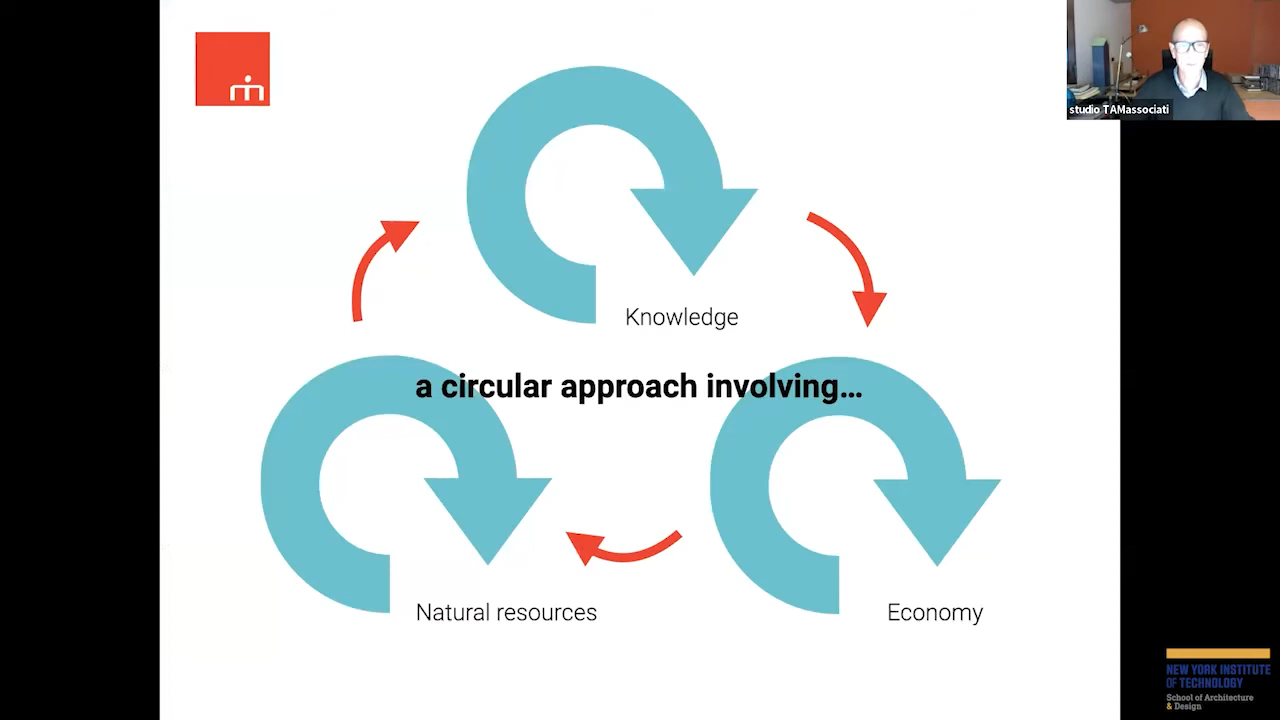 studio TAMassociati
Knowledge
a circular approach involving...
Natural resources
Economy
NEW YORK INSTITUTE
OF TECHNOLOGY
School of Architecture
& Design